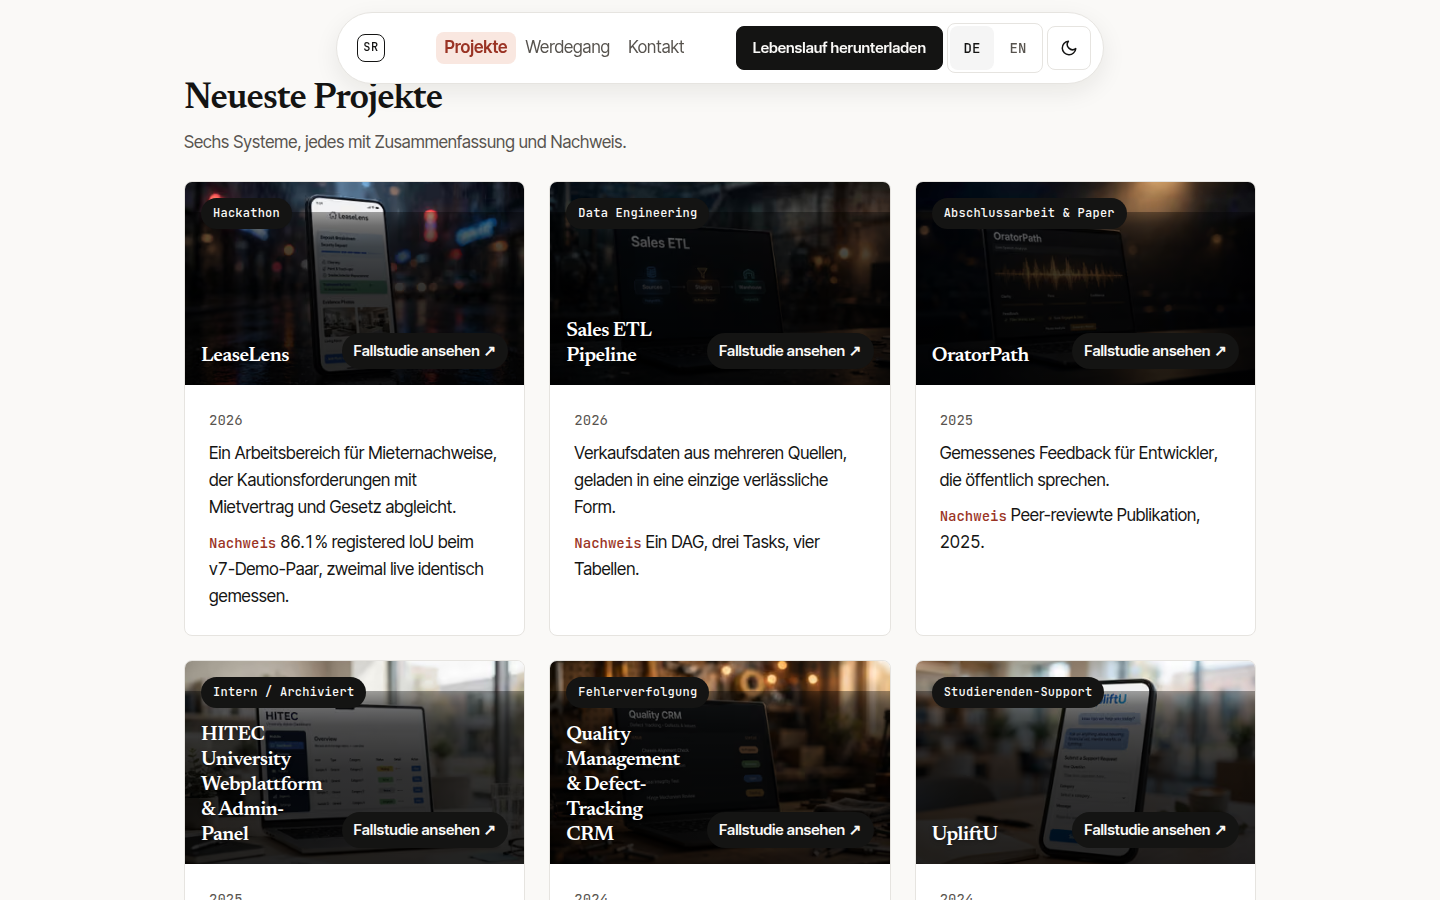 SR
Projekte
Werdegang
Kontakt
Lebenslauf herunterladen
DE
EN
Neueste Projekte
Sechs Systeme, jedes mit Zusammenfassung und Nachweis.
Hackathon
LeaseLens
LeaseLens
Fallstudie ansehen ↗
2026
Ein Arbeitsbereich für Mieternachweise,
der Kautionsforderungen mit
Mietvertrag und Gesetz abgleicht.
Nachweis 86.1 % registered IoU beim
v7-Demo-Paar, zweimal live identisch
gemessen.
Data Engineering
Sales ETL
Sales ETL
Pipeline
Fallstudie ansehen ↗
2026
Verkaufsdaten aus mehreren Quellen,
geladen in eine einzige verlässliche
Form.
Nachweis Ein DAG, drei Tasks, vier
Tabellen.
Abschlussarbeit & Paper
OratorPath
OratorPath
Fallstudie ansehen ↗
2025
Gemessenes Feedback für Entwickler,
die öffentlich sprechen.
Nachweis Peer-reviewte Publikation,
2025.
Intern / Archiviert
HITEC
Overview
HITEC
University
Webplattform
& Admin-
Panel
Fallstudie ansehen ↗
2025
Fehlerverfolgung
Quality CRM
Quality
Management
& Defect-
Tracking
CRM
Fallstudie ansehen ↗
2024
Studierenden-Support
UpliftU
Fallstudie ansehen ↗
2024